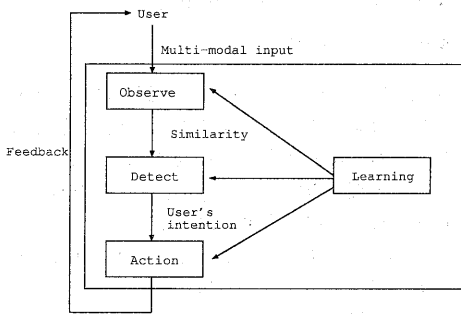 User
Multi-modal input
Observe
Similarity
Feedback
Detect
Learning
User's
intention
Action